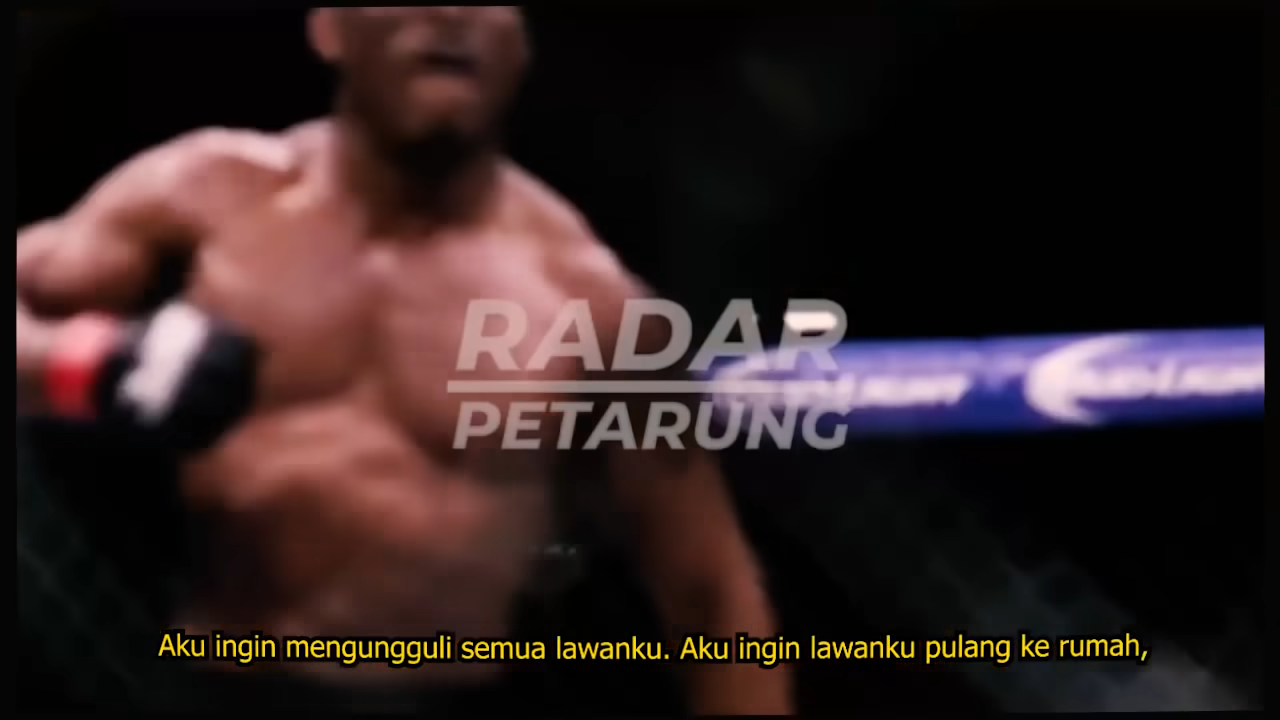 RADAR
PETARUNG
Aku ingin mengungguli semua lawanku. Aku ingin lawanku pulang ke rumah,